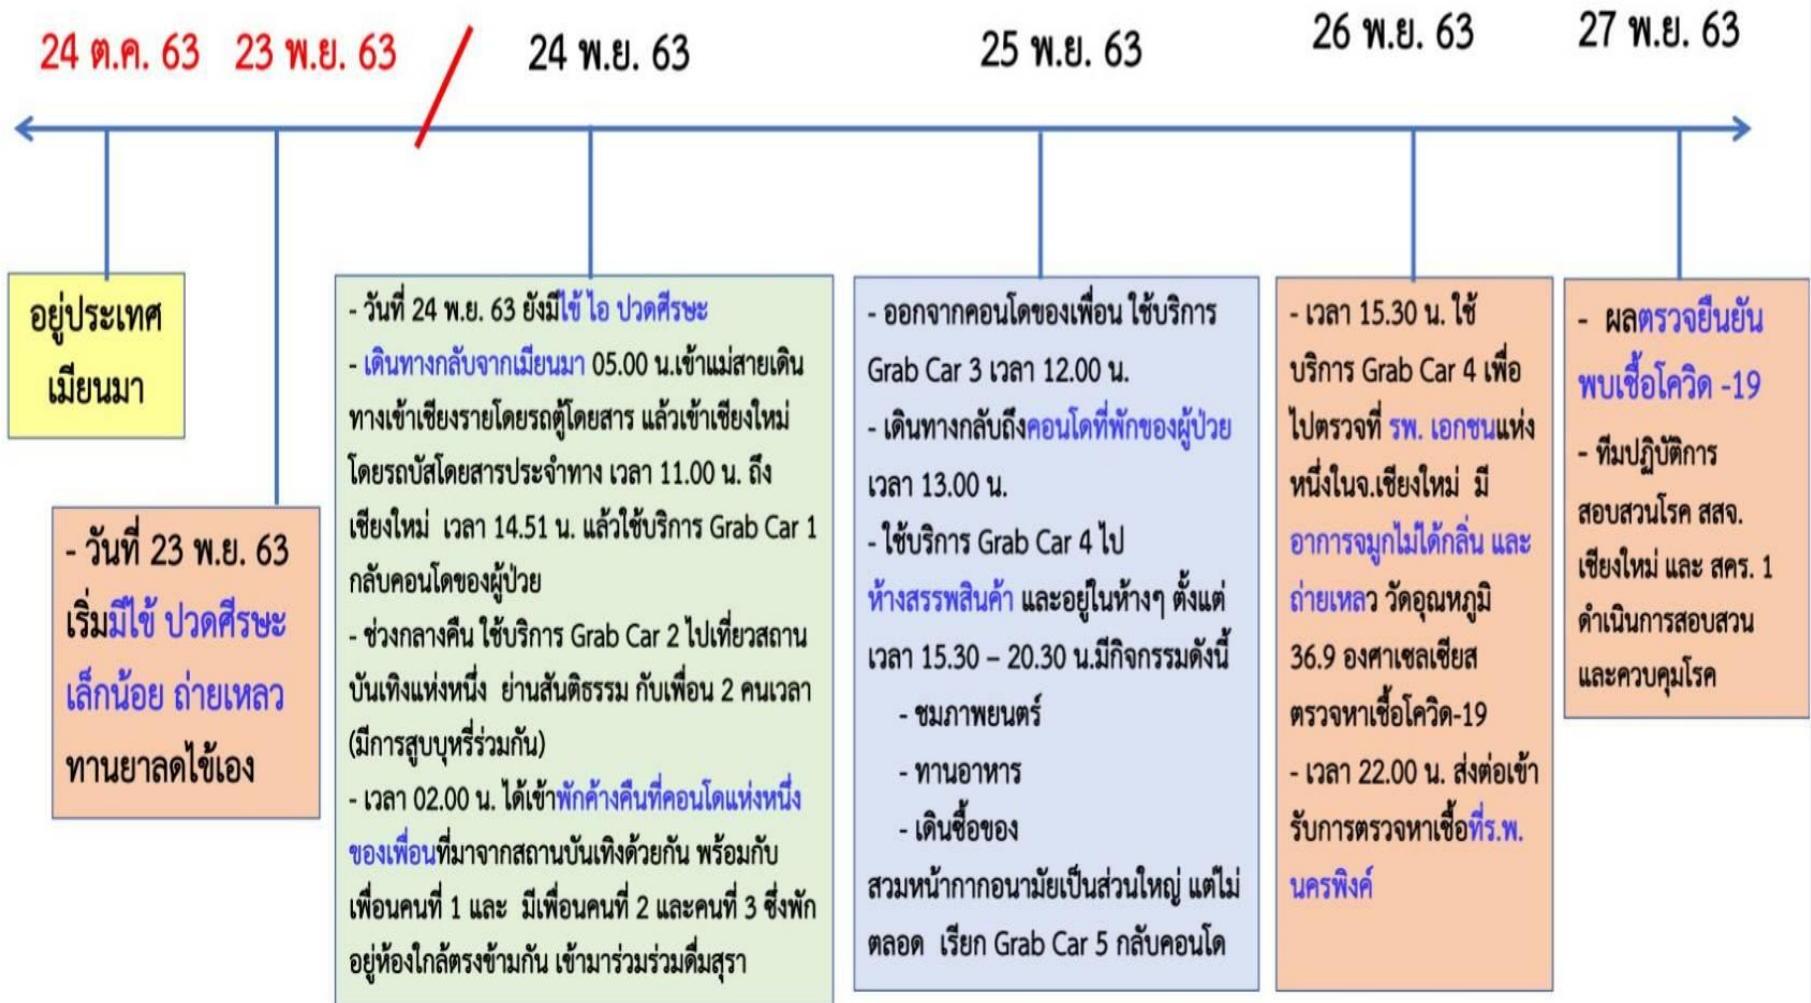 24 ต.ค. 63
23 พ.ย. 63
24 พ.ย. 63
25 พ.ย. 63
26 พ.ย. 63
27 พ.ย. 63
อยู่ประเทศ
เมียนมา
- วันที่ 23 พ.ย. 63
เริ่มมีไข้ ปวดศีรษะ
เล็กน้อย ถ่ายเหลว
ทานยาลดไข้เอง
- วันที่ 24 พ.ย. 63 ยังมีไข้ ไอ ปวดศีรษะ
- เดินทางกลับจากเมียนมา 05.00 น.เข้าแม่สายเดิน
ทางเข้าเชียงรายโดยรถตู้โดยสาร แล้วเข้าเชียงใหม่
โดยรถบัสโดยสารประจำทาง เวลา 11.00 น. ถึง
เชียงใหม่ เวลา 14.51 น. แล้วใช้บริการ Grab Car 1
กลับคอนโดของผู้ป่วย
- ช่วงกลางคืน ใช้บริการ Grab Car 2 ไปเที่ยวสถาน
บันเทิงแห่งหนึ่ง ย่านสันติธรรม กับเพื่อน 2 คนเวลา
(มีการสูบบุหรี่ร่วมกัน)
- เวลา 02.00 น. ได้เข้าพักค้างคืนที่คอนโดแห่งหนึ่ง
ของเพื่อนที่มาจากสถานบันเทิงด้วยกัน พร้อมกับ
เพื่อนคนที่ 1 และ มีเพื่อนคนที่ 2 และคนที่ 3 ซึ่งพัก
อยู่ห้องใกล้ตรงข้ามกัน เข้ามาร่วมร่วมดื่มสุรา
- ออกจากคอนโดของเพื่อน ใช้บริการ
Grab Car 3 เวลา 12.00 น.
- เดินทางกลับถึงคอนโดที่พักของผู้ป่วย
เวลา 13.00 น.
- ใช้บริการ Grab Car 4 ไป
ห้างสรรพสินค้า และอยู่ในห้างๆ ตั้งแต่
เวลา 15.30 – 20.30 น.มีกิจกรรมดังนี้
- ชมภาพยนตร์
- ทานอาหาร
- เดินซื้อของ
สวมหน้ากากอนามัยเป็นส่วนใหญ่ แต่ไม่
ตลอด เรียก Grab Car 5 กลับคอนโด
- เวลา 15.30 น. ใช้
บริการ Grab Car 4 เพื่อ
ไปตรวจที่ รพ. เอกชนแห่ง
หนึ่งในจ.เชียงใหม่ มี
อาการจมูกไม่ได้กลิ่น และ
ถ่ายเหลว วัดอุณหภูมิ
36.9 องศาเซลเซียส
ตรวจหาเชื้อโควิด-19
- เวลา 22.00 น. ส่งต่อเข้า
รับการตรวจหาเชื้อที่ร.พ.
นครพิงค์
- ผลตรวจยืนยัน
พบเชื้อโควิด -19
- ทีมปฏิบัติการ
สอบสวนโรค สสจ.
เชียงใหม่ และ สคร. 1
ดำเนินการสอบสวน
และควบคุมโรค